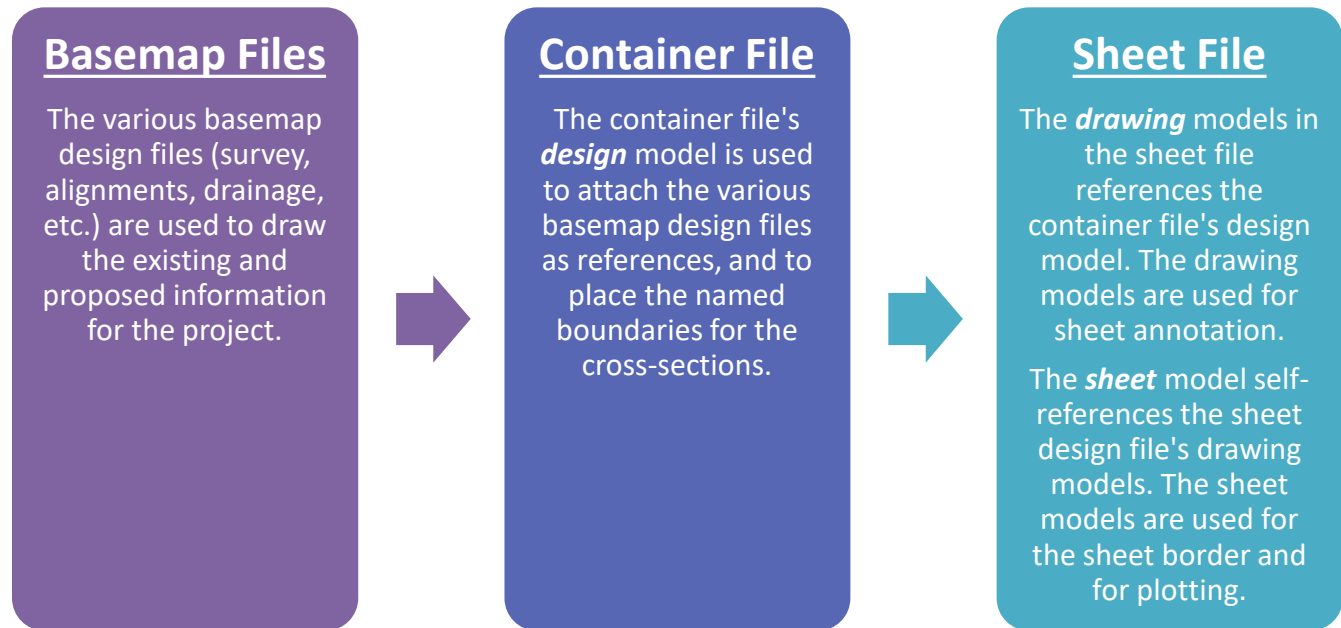 Basemap Files
The various basemap
design files (survey,
alignments, drainage,
etc.) are used to draw
the existing and
proposed information
for the project.
Container File
The container file's
design model is used
to attach the various
basemap design files
as references, and to
place the named
boundaries for the
cross-sections.
Sheet File
The drawing models in
the sheet file
references the
container file's design
model. The drawing
models are used for
sheet annotation.
The sheet model self-
references the sheet
design file's drawing
models. The sheet
models are used for
the sheet border and
for plotting.